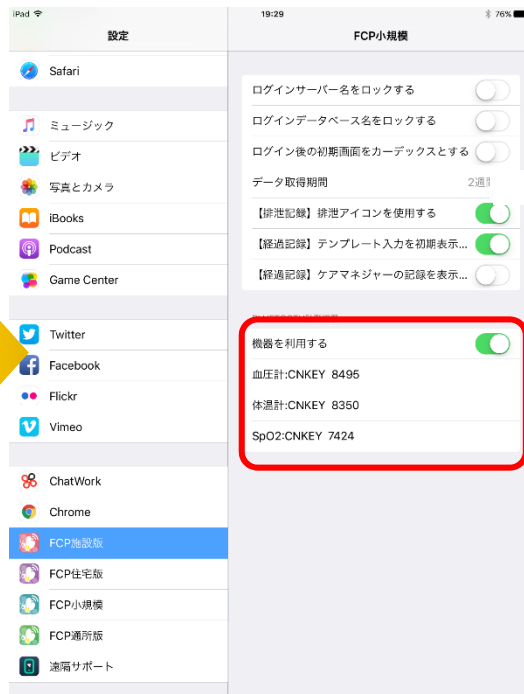 iPad
19:29
76%
設定
FCP小規模
Safari
ミュージック
ビデオ
写真とカメラ
iBooks
Podcast
Game Center
Twitter
Facebook
Flickr
Vimeo
ChatWork
Chrome
FCP施設版
FCP住宅版
FCP小規模
FCP通所版
遠隔サポート
ログインサーバー名をロックする
ログインデータベース名をロックする
ログイン後の初期画面をカーデックスとする
データ取得期間 2週
【排泄記録】排泄アイコンを使用する
【経過記録】テンプレート入力を初期表示...
【経過記録】ケアマネジャーの記録を表示...
機器を利用する
血圧計:CNKEY 8495
体温計:CNKEY 8350
SpO2:CNKEY 7424